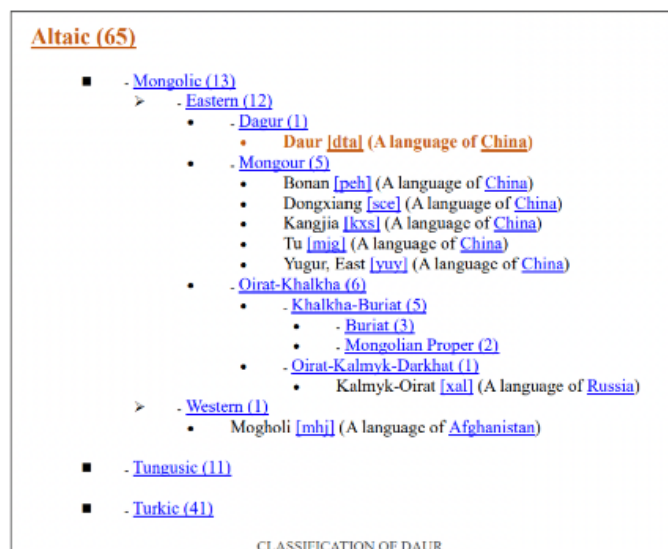 Altaic (65)
- Mongolic (13)
- Eastern (12)
- Dagur (1)
Daur [dta] (A language of China)
- Mongour (5)
Bonan [peh] (A language of China)
Dongxiang [sce] (A language of China)
Kangjia [kxs] (A language of China)
Tu [mjg] (A language of China)
Yugur, East [yuy] (A language of China)
- Oirat-Khalkha (6)
- Khalkha-Buriat (5)
- Buriat (3)
- Mongolian Proper (2)
- Oirat-Kalmyk-Darkhat (1)
Kalmyk-Oirat [xal] (A language of Russia)
- Western (1)
Mogholi [mhj] (A language of Afghanistan)
- Tungusic (11)
- Turkic (41)
CLASSIFICATION OF DAUR